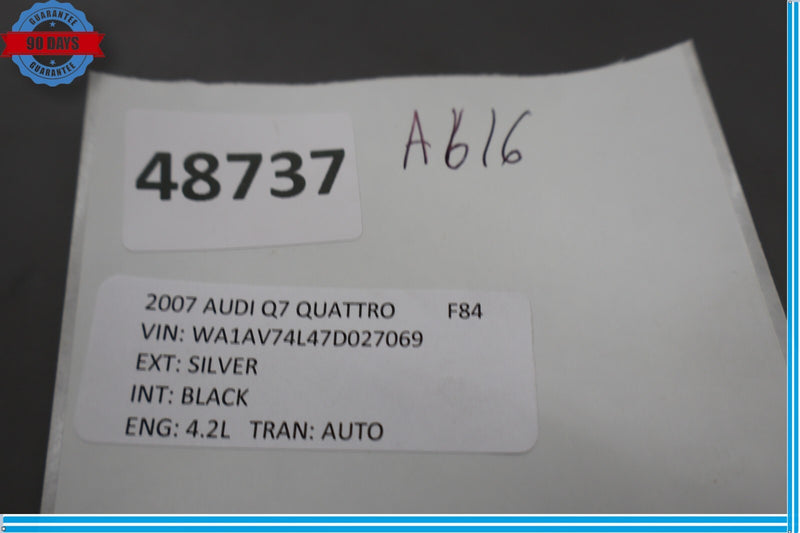 GUARANTEE
90 DAYS
GUARANTEE
A616
48737
2007 AUDI Q7 QUATTRO F84
VIN: WA1AV74L47D027069
EXT: SILVER
INT: BLACK
ENG: 4.2L TRAN: AUTO